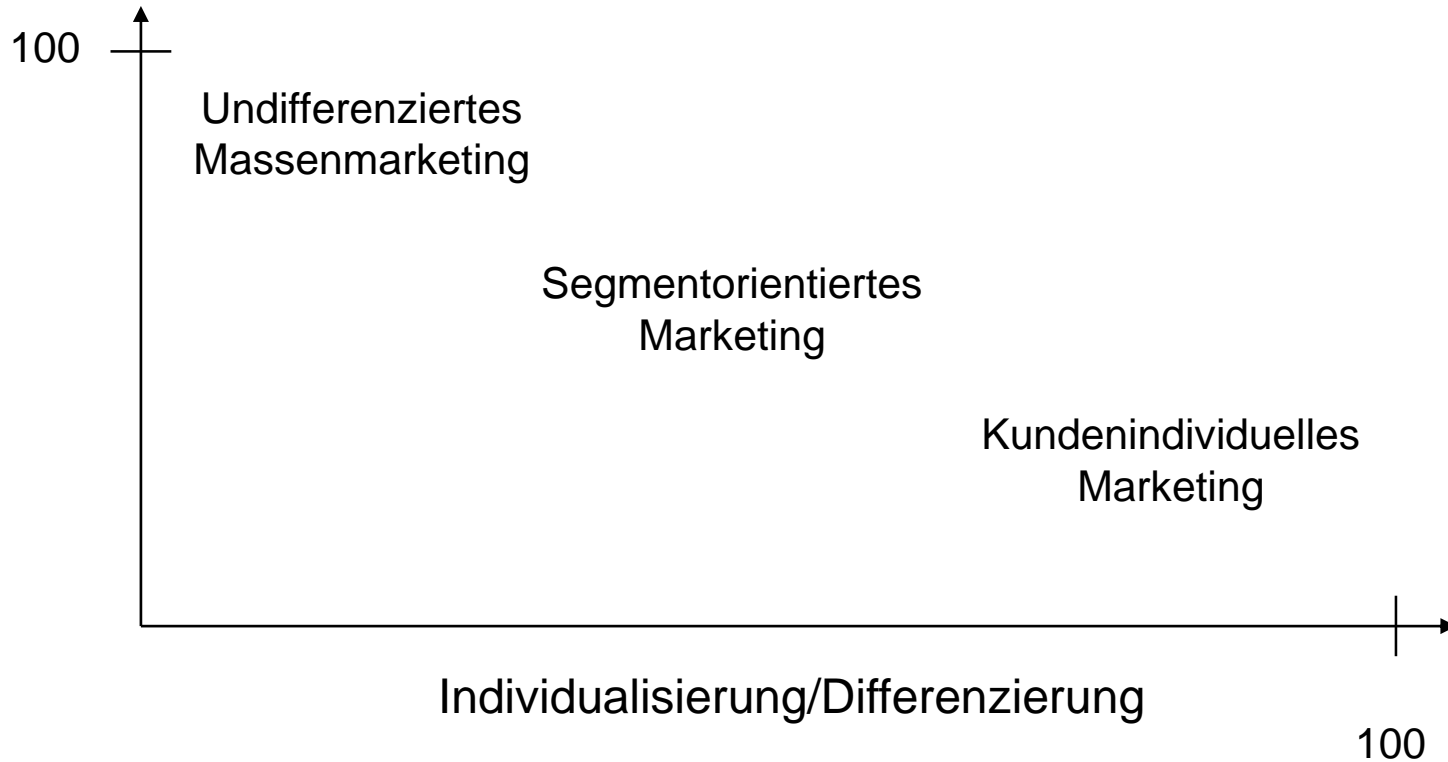 100
Undifferenziertes
Massenmarketing
Segmentorientiertes
Marketing
Kundenindividuelles
Marketing
Individualisierung/Differenzierung
100